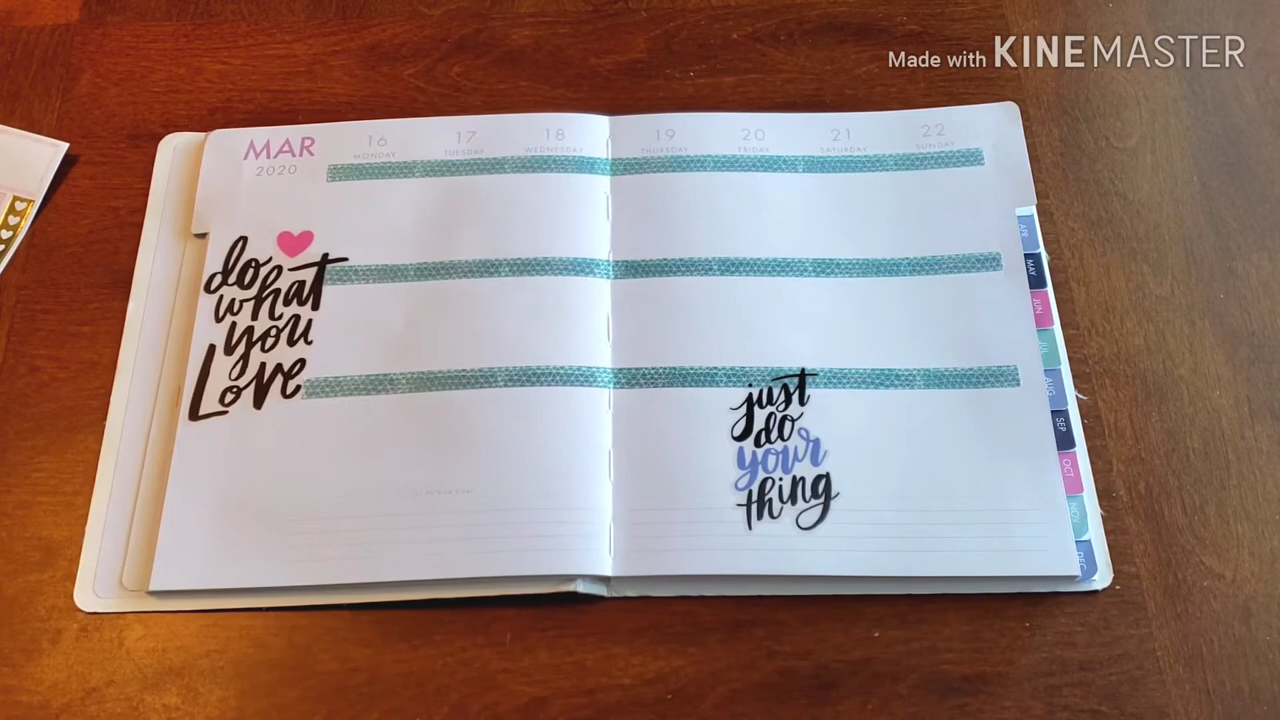 Made with KINEMASTER
MAR
2020
16 17 18 19 20 21 22
MONDAY TUESDAY WEDNESDAY THURSDAY FRIDAY SATURDAY SUNDAY
do
what
you
Love
just
do
your
thing
APR
MAY
JUN
JUL
AUG
SEP
OCT
NOV
DEC